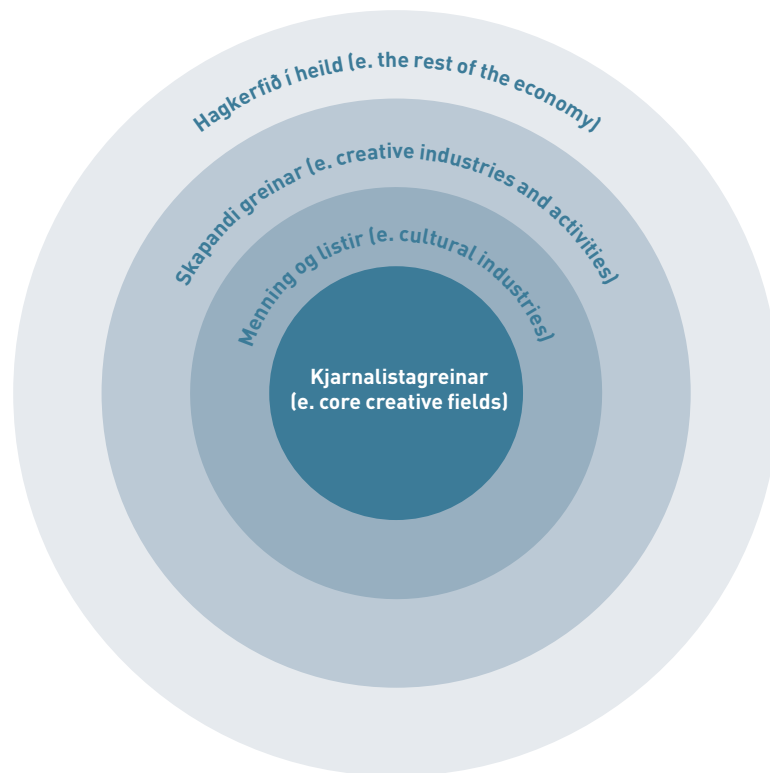 Hagkerfið í heild (e. the rest of the economy)
Skapandi greinar (e. creative industries and activities)
Menning og listir (e. cultural industries)
Kjarnalistagreinar
(e. core creative fields)